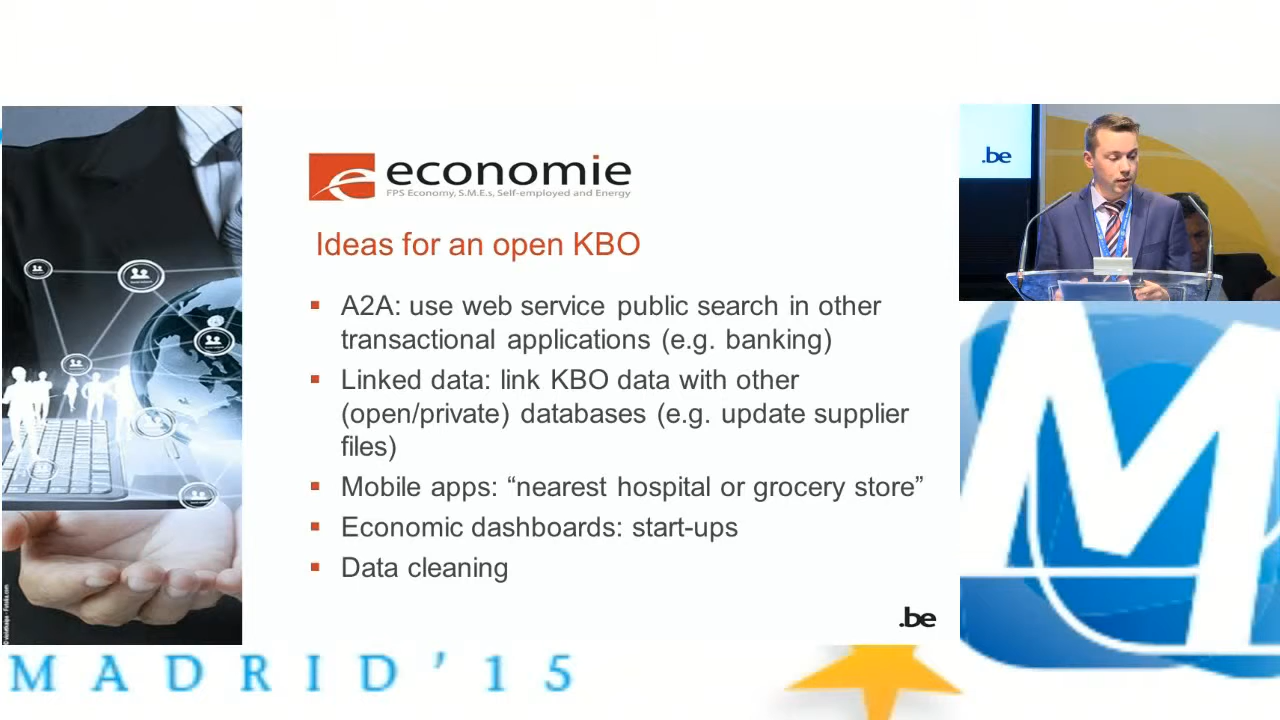 economie
FPS Economy, S.M.E.s, Self-employed and Energy
Ideas for an open KBO
A2A: use web service public search in other
transactional applications (e.g. banking)
Linked data: link KBO data with other
(open/private) databases (e.g. update supplier
files)
Mobile apps: “nearest hospital or grocery store”
Economic dashboards: start-ups
Data cleaning
.be
.be
M
MADRID’15